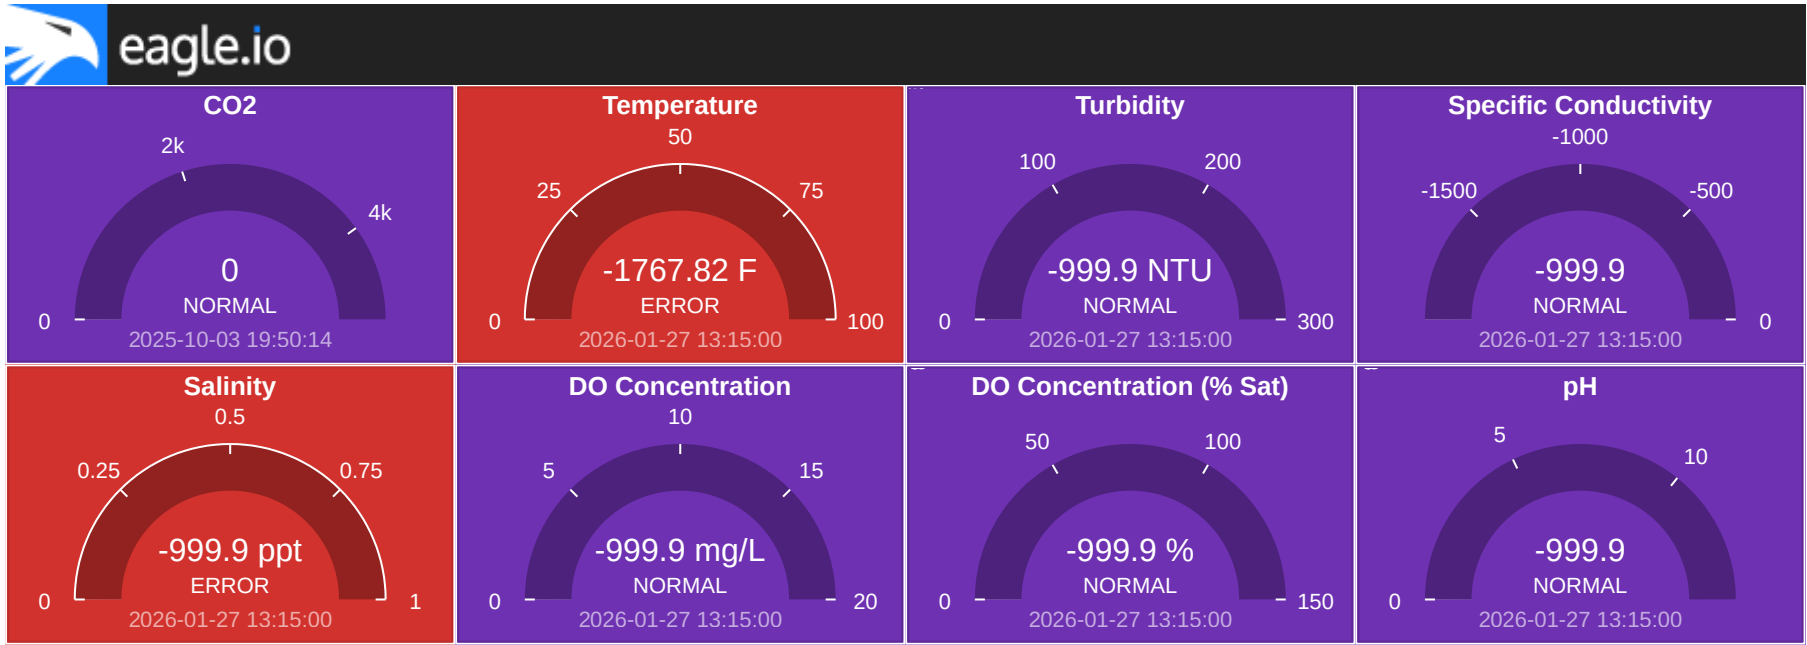 eagle.io
CO2
2k
4k
0
NORMAL
0
2025-10-03 19:50:14
Temperature
50
25
75
-1767.82 F
ERROR
0
100
2026-01-27 13:15:00
Turbidity
100
200
-999.9 NTU
NORMAL
0
300
2026-01-27 13:15:00
Specific Conductivity
-1000
-1500
-500
-999.9
NORMAL
0
2026-01-27 13:15:00
Salinity
0.5
0.25
0.75
-999.9 ppt
ERROR
0
1
2026-01-27 13:15:00
DO Concentration
10
5
15
-999.9 mg/L
NORMAL
0
20
2026-01-27 13:15:00
DO Concentration (% Sat)
50
100
-999.9 %
NORMAL
0
150
2026-01-27 13:15:00
pH
5
10
-999.9
NORMAL
0
2026-01-27 13:15:00